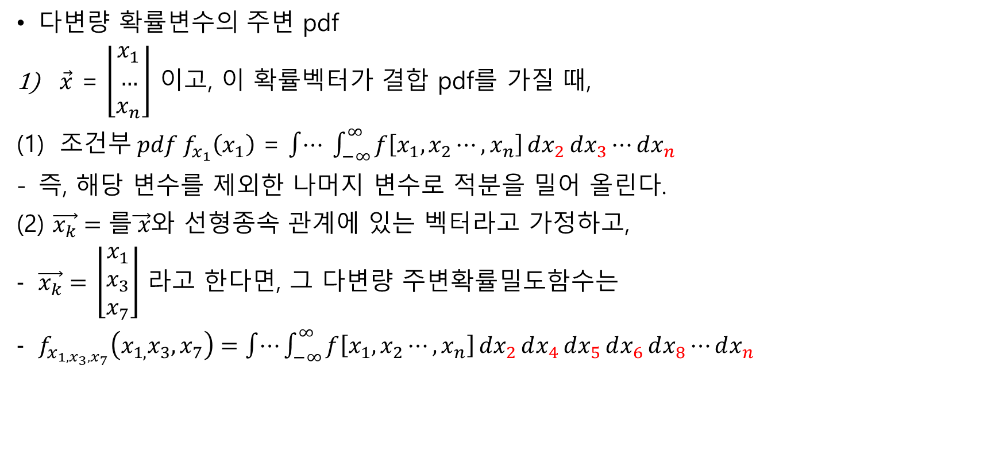 • 다변량 확률변수의 주변 pdf
1) $\vec{x} = \begin{bmatrix} x_1 \\ \cdots \\ x_n \end{bmatrix}$ 이고, 이 확률벡터가 결합 pdf를 가질 때,
(1) 조건부 $pdf\ f_{x_1}(x_1) = \int \cdots \int_{-\infty}^{\infty} f[x_1, x_2 \cdots, x_n]\, dx_2\, dx_3 \cdots dx_n$
- 즉, 해당 변수를 제외한 나머지 변수로 적분을 밀어 올린다.
(2) $\overrightarrow{x_k} =$ 를 $\vec{x}$와 선형종속 관계에 있는 벡터라고 가정하고,
- $\overrightarrow{x_k} = \begin{bmatrix} x_1 \\ x_3 \\ x_7 \end{bmatrix}$ 라고 한다면, 그 다변량 주변확률밀도함수는
- $f_{x_{1,x_3,x_7}}(x_{1,}x_3, x_7) = \int \cdots \int_{-\infty}^{\infty} f[x_1, x_2 \cdots, x_n]\, dx_2\, dx_4\, dx_5\, dx_6\, dx_8 \cdots dx_n$